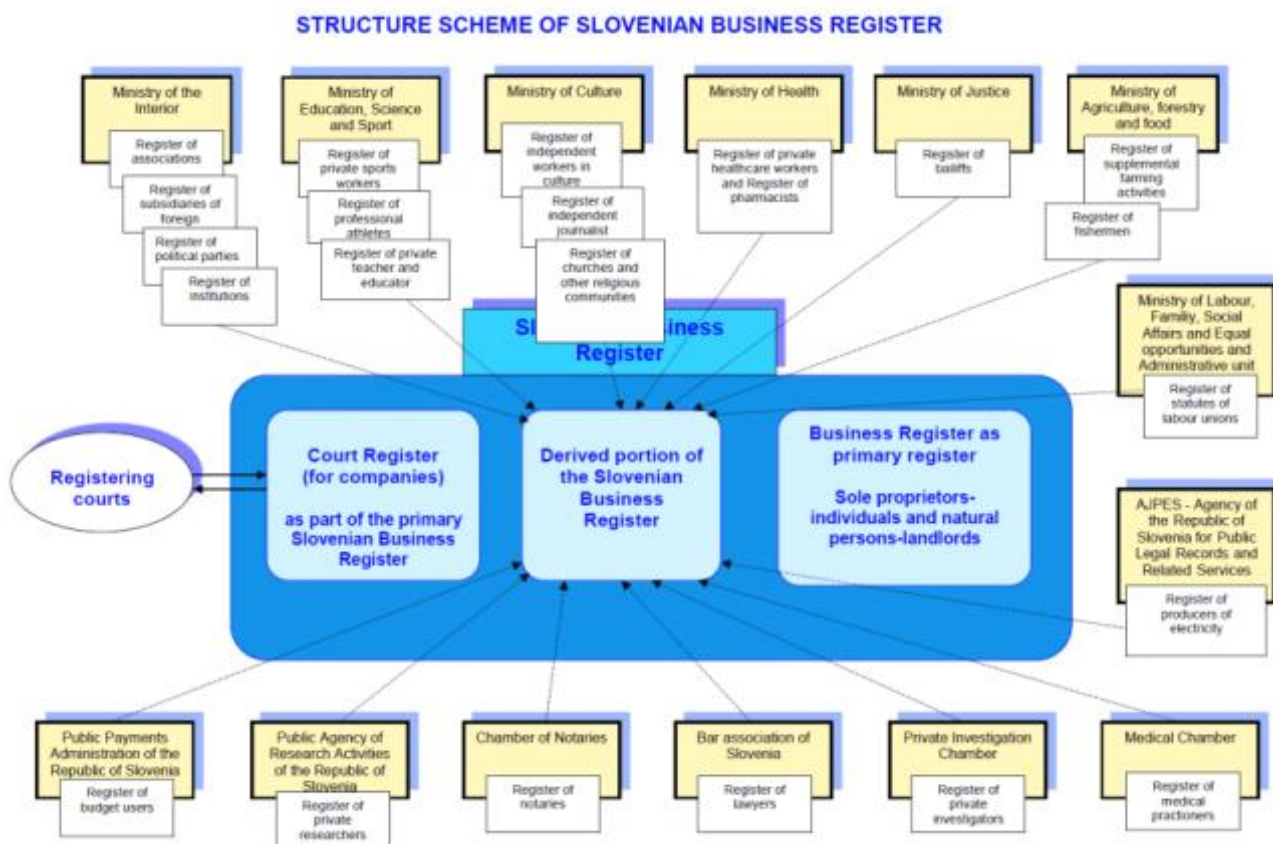 STRUCTURE SCHEME OF SLOVENIAN BUSINESS REGISTER
Ministry of the
Interior
Register of
associations
Register of
subsidiaries of
foreign
Register of
political parties
Register of
institutions
Ministry of
Education, Science
and Sport
Register of
private sports
workers
Register of
professional
athletes
Register of private
teacher and
educator
Ministry of Culture
Register of
independent
workers in
culture
Register of
independent
journalist
Register of
churches and
other religious
communities
Ministry of Health
Register of private
healthcare workers
and Register of
pharmacists
Ministry of Justice
Register of
bailiffs
Ministry of
Agriculture, forestry
and food
Register of
supplemental
farming
activities
Register of
fishermen
Ministry of Labour,
Familiy, Social
Affairs and Equal
opportunities and
Administrative unit
Register of
statutes of
labour unions
AJPES - Agency of
the Republic of
Slovenia for Public
Legal Records and
Related Services
Register of
producers of
electricity
Register
Registering
courts
Court Register
(for companies)
as part of the primary
Slovenian Business
Register
Derived portion of
the Slovenian
Business
Register
Business Register as
primary register
Sole proprietors-
individuals and natural
persons-landlords
Public Payments
Administration of the
Republic of Slovenia
Register of
budget users
Public Agency of
Research Activities
of the Republic of
Slovenia
Register of
private
researchers
Chamber of Notaries
Register of
notaries
Bar association of
Slovenia
Register of
lawyers
Private Investigation
Chamber
Register of
private
investigators
Medical Chamber
Register of
medical
practioners